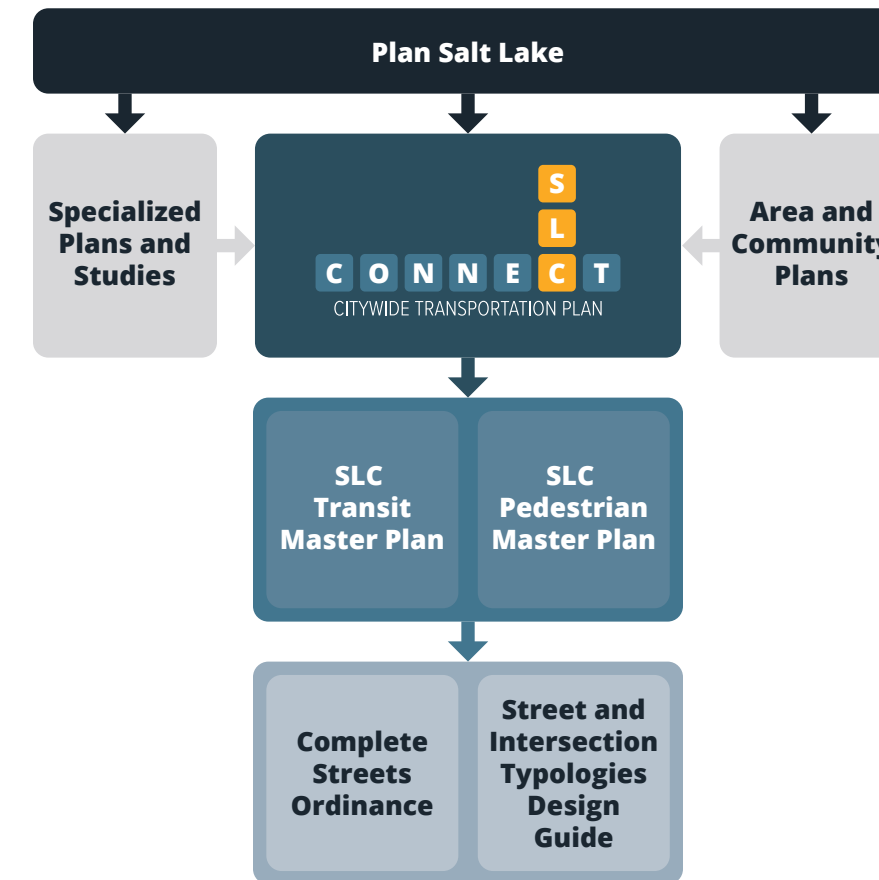 Plan Salt Lake
Specialized
Plans and
Studies
S
L
CONNECT
CITYWIDE TRANSPORTATION PLAN
Area and
Community
Plans
SLC
Transit
Master Plan
SLC
Pedestrian
Master Plan
Complete
Streets
Ordinance
Street and
Intersection
Typologies
Design
Guide